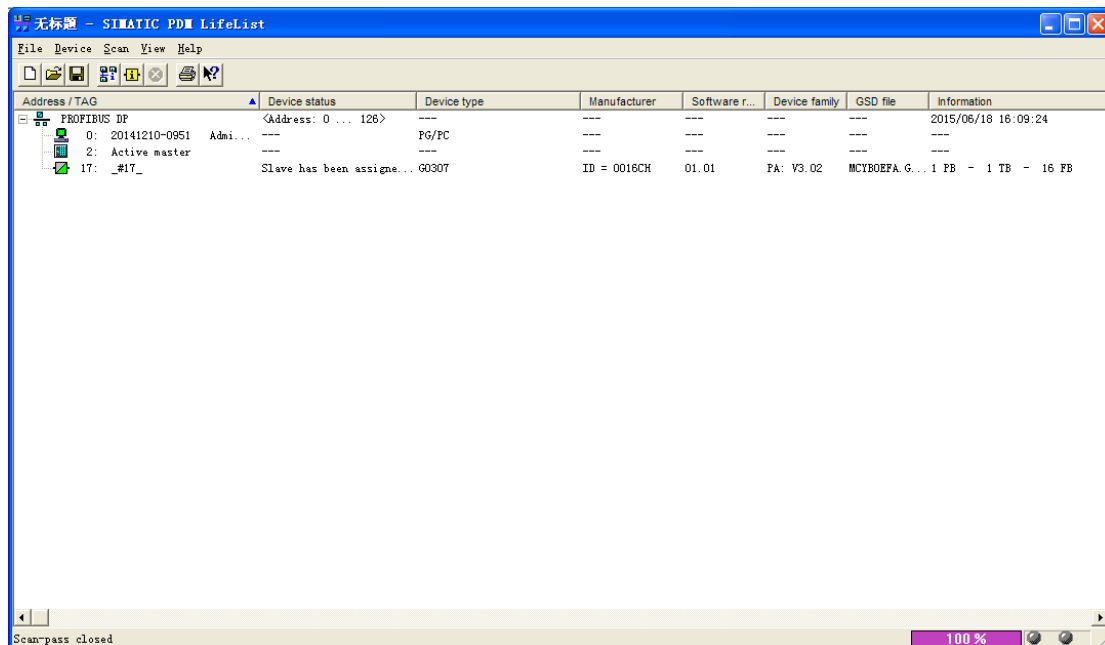 无标题 - SIMATIC PDM LifeList
File Device Scan View Help
Address / TAG Device status Device type Manufacturer Software r... Device family GSD file Information
PROFIBUS DP <Address: 0 ... 126> --- --- --- --- --- 2015/06/18 16:09:24
0: 20141210-0951 Admi... --- PG/PC --- --- --- --- ---
2: Active master --- --- --- --- --- ---
17: _#17_ Slave has been assigne... G0307 ID = 0016CH 01.01 PA: V3.02 MCYBOEFA.G... 1 PB - 1 TB - 16 FB
Scan-pass closed 100 %